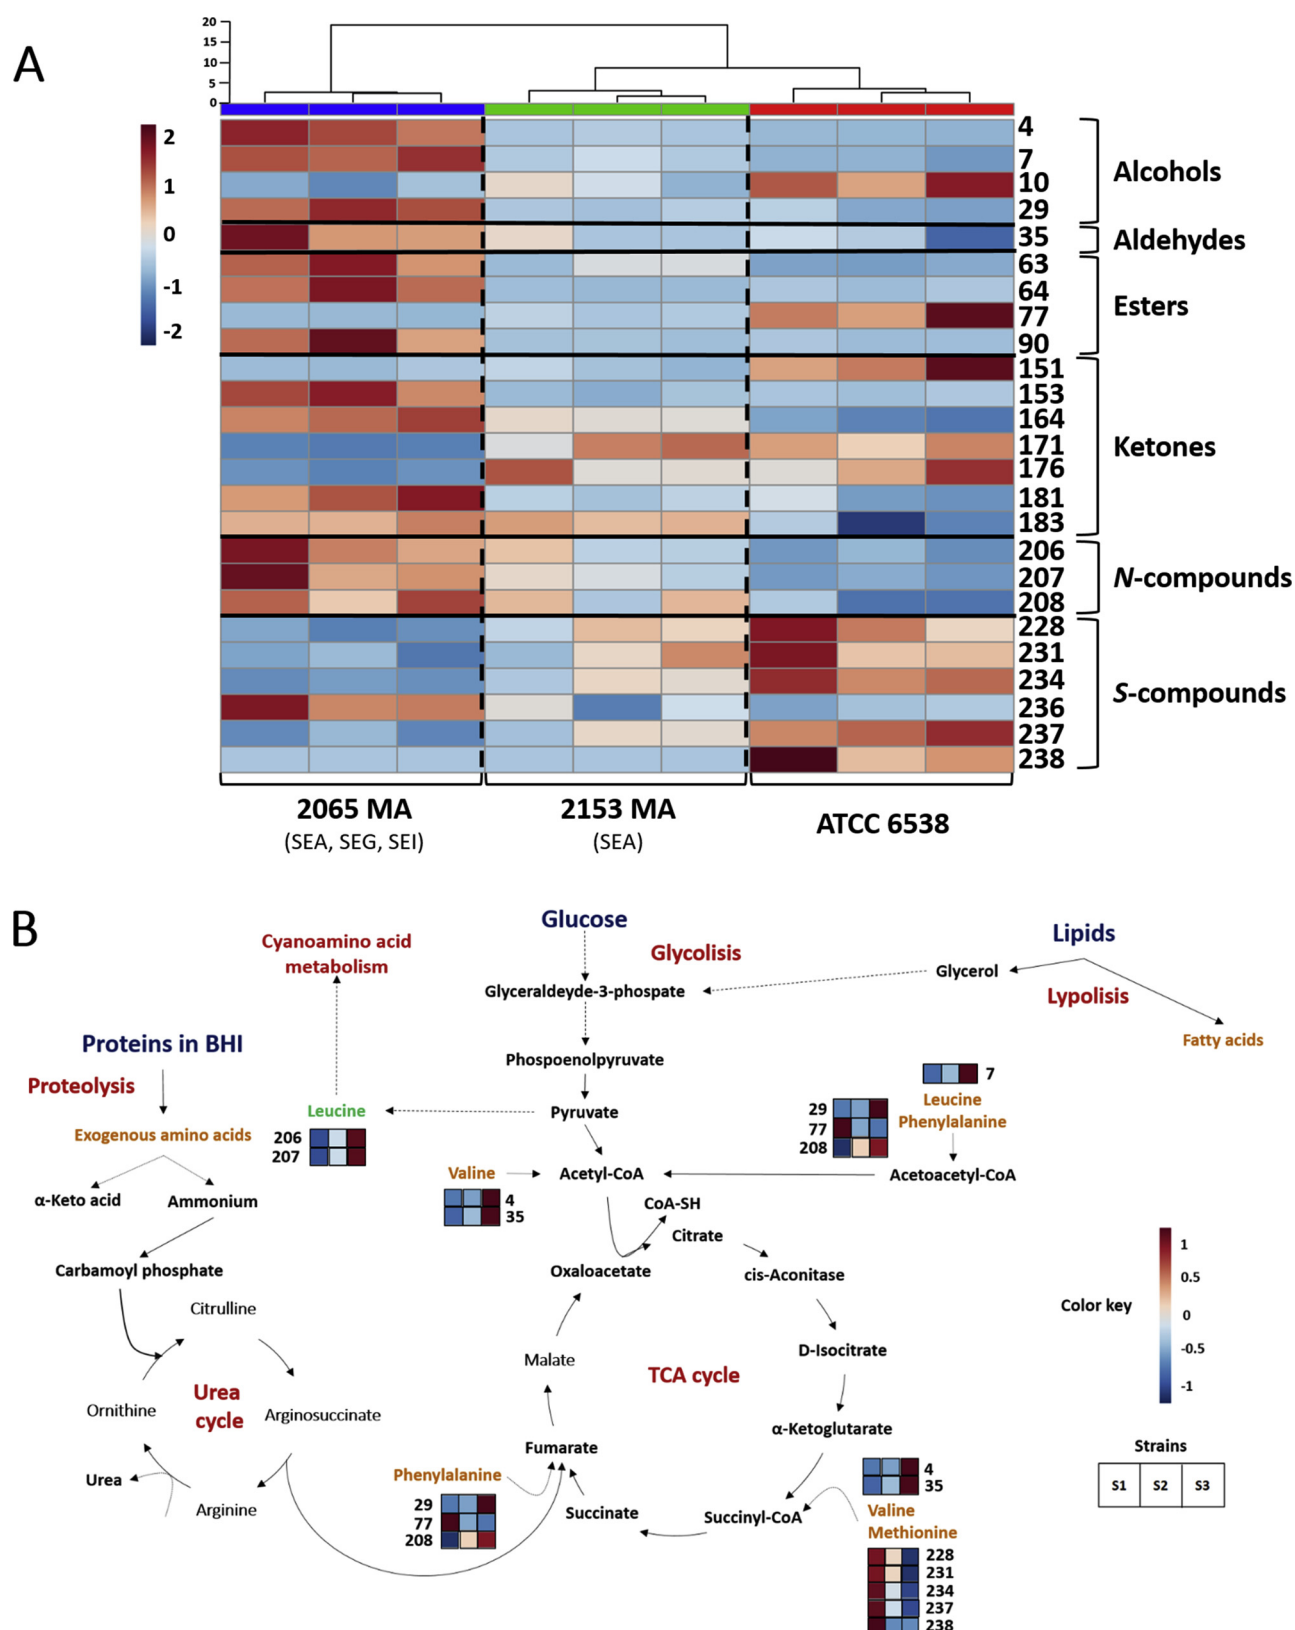 A
20
15
10
5
0
2
1
0
-1
-2
4
7
10
29
Alcohols
35
Aldehydes
63
64
77
90
Esters
151
153
164
171
176
181
183
Ketones
206
207
208
N-compounds
228
231
234
236
237
238
S-compounds
2065 MA
(SEA, SEG, SEI)
2153 MA
(SEA)
ATCC 6538
B
Glucose
Glycolisis
Lipids
Cyanoamino acid
metabolism
Glyceraldeyde-3-phospate
Glycerol
Lypolisis
Fatty acids
Proteins in BHI
Proteolysis
Phospoenolpyruvate
7
Leucine
Phenylalanine
Exogenous amino acids
Leucine
206
207
Pyruvate
29
77
208
α-Keto acid
Ammonium
Valine
4
35
Acetyl-CoA
Acetoacetyl-CoA
CoA-SH
Citrate
Carbamoyl phosphate
Oxaloacetate
cis-Aconitase
Citrulline
Color key
1
0.5
0
-0.5
-1
Malate
TCA cycle
D-Isocitrate
Urea
cycle
Ornithine
Arginosuccinate
α-Ketoglutarate
Fumarate
Strains
S1 S2 S3
Urea
Arginine
Phenylalanine
29
77
208
Succinate
Succinyl-CoA
4
35
Valine
Methionine
228
231
234
237
238